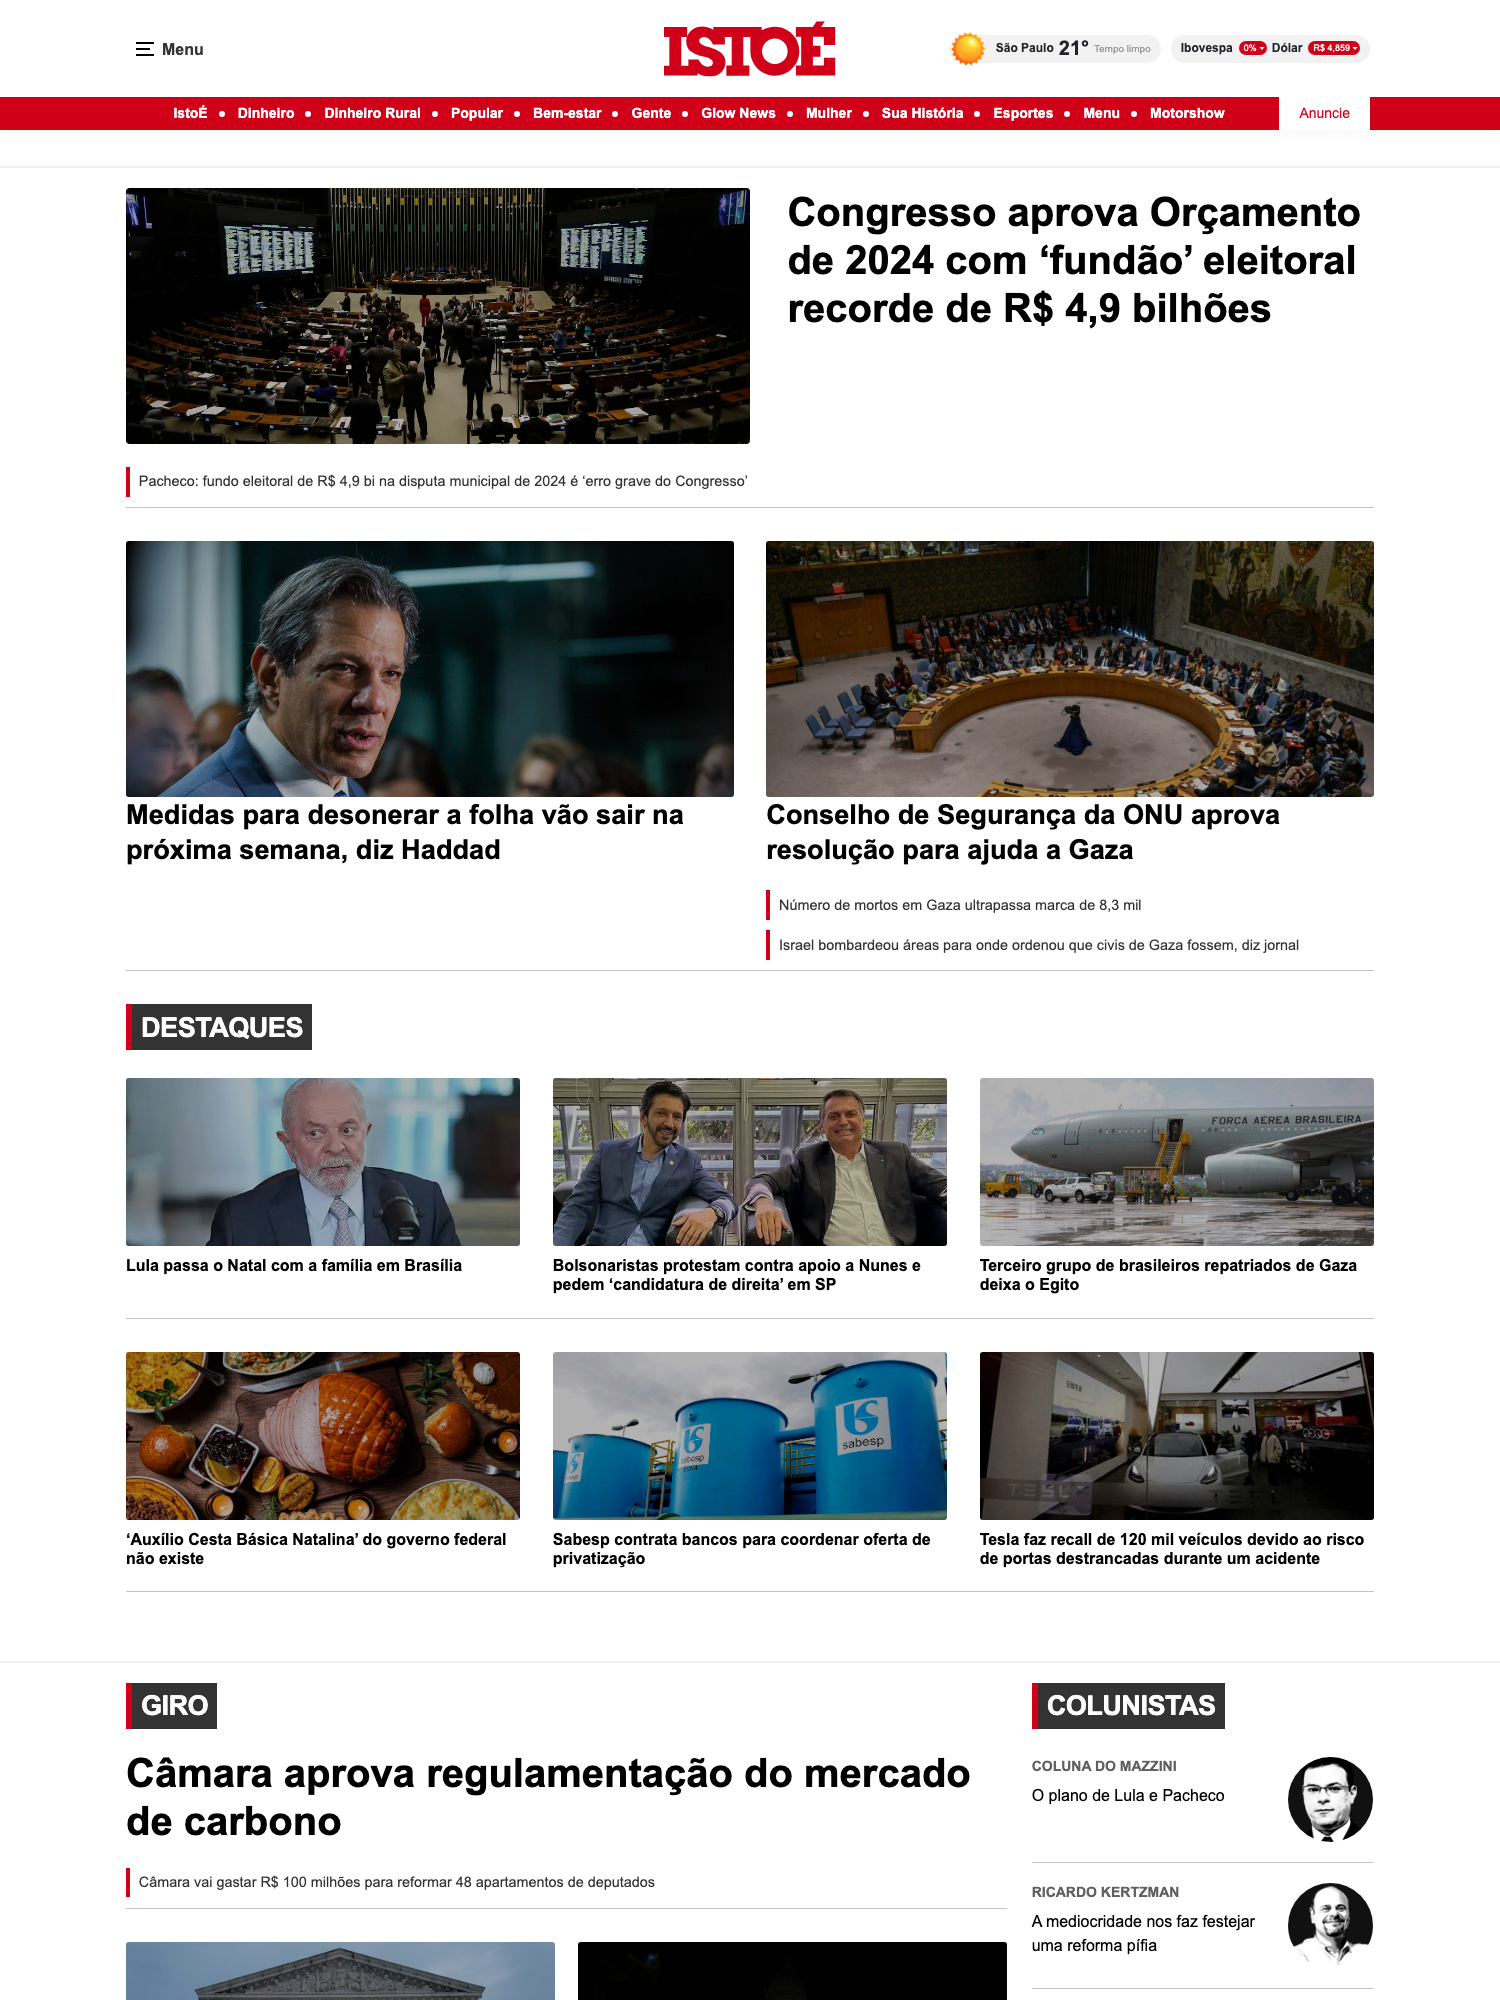 Menu
ISTOÉ
São Paulo 21° Tempo limpo
Ibovespa 0% Dólar R$ 4,859
IstoÉ • Dinheiro • Dinheiro Rural • Popular • Bem-estar • Gente • Glow News • Mulher • Sua História • Esportes • Menu • Motorshow
Anuncie
Congresso aprova Orçamento
de 2024 com ‘fundão’ eleitoral
recorde de R$ 4,9 bilhões
Pacheco: fundo eleitoral de R$ 4,9 bi na disputa municipal de 2024 é ‘erro grave do Congresso’
Medidas para desonerar a folha vão sair na
próxima semana, diz Haddad
Conselho de Segurança da ONU aprova
resolução para ajuda a Gaza
Número de mortos em Gaza ultrapassa marca de 8,3 mil
Israel bombardeou áreas para onde ordenou que civis de Gaza fossem, diz jornal
DESTAQUES
FORÇA AÉREA BRASILEIRA
Lula passa o Natal com a família em Brasília
Bolsonaristas protestam contra apoio a Nunes e
pedem ‘candidatura de direita’ em SP
Terceiro grupo de brasileiros repatriados de Gaza
deixa o Egito
sabesp
sabesp
TESLA
‘Auxílio Cesta Básica Natalina’ do governo federal
não existe
Sabesp contrata bancos para coordenar oferta de
privatização
Tesla faz recall de 120 mil veículos devido ao risco
de portas destrancadas durante um acidente
GIRO
Câmara aprova regulamentação do mercado
de carbono
Câmara vai gastar R$ 100 milhões para reformar 48 apartamentos de deputados
COLUNISTAS
COLUNA DO MAZZINI
O plano de Lula e Pacheco
RICARDO KERTZMAN
A mediocridade nos faz festejar
uma reforma pífia